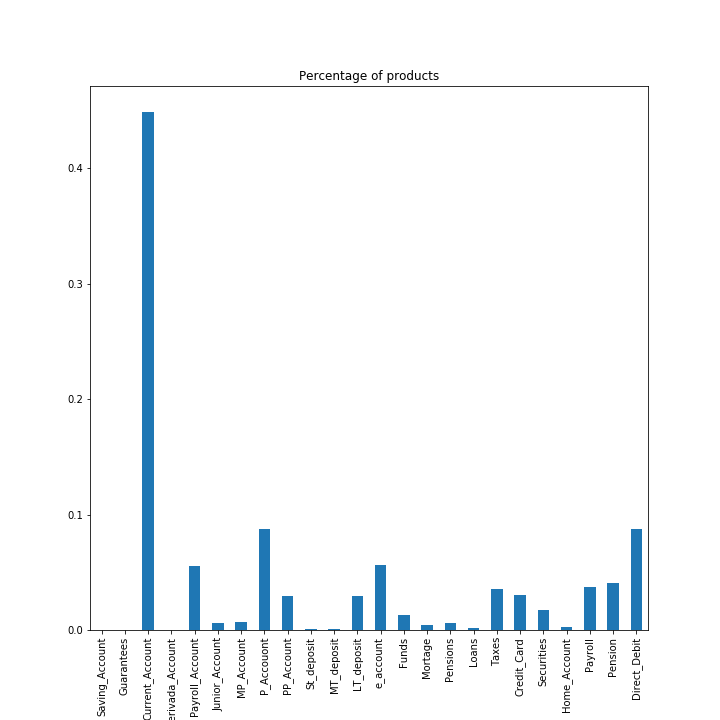 Percentage of products
0.4
0.3
0.2
0.1
0.0
Saving_Account
Guarantees
Current_Account
erivada_Account
Payroll_Account
Junior_Account
MP_Account
P_Accouont
PP_Account
St_deposit
MT_deposit
LT_deposit
e_account
Funds
Mortage
Pensions
Loans
Taxes
Credit_Card
Securities
Home_Account
Payroll
Pension
Direct_Debit